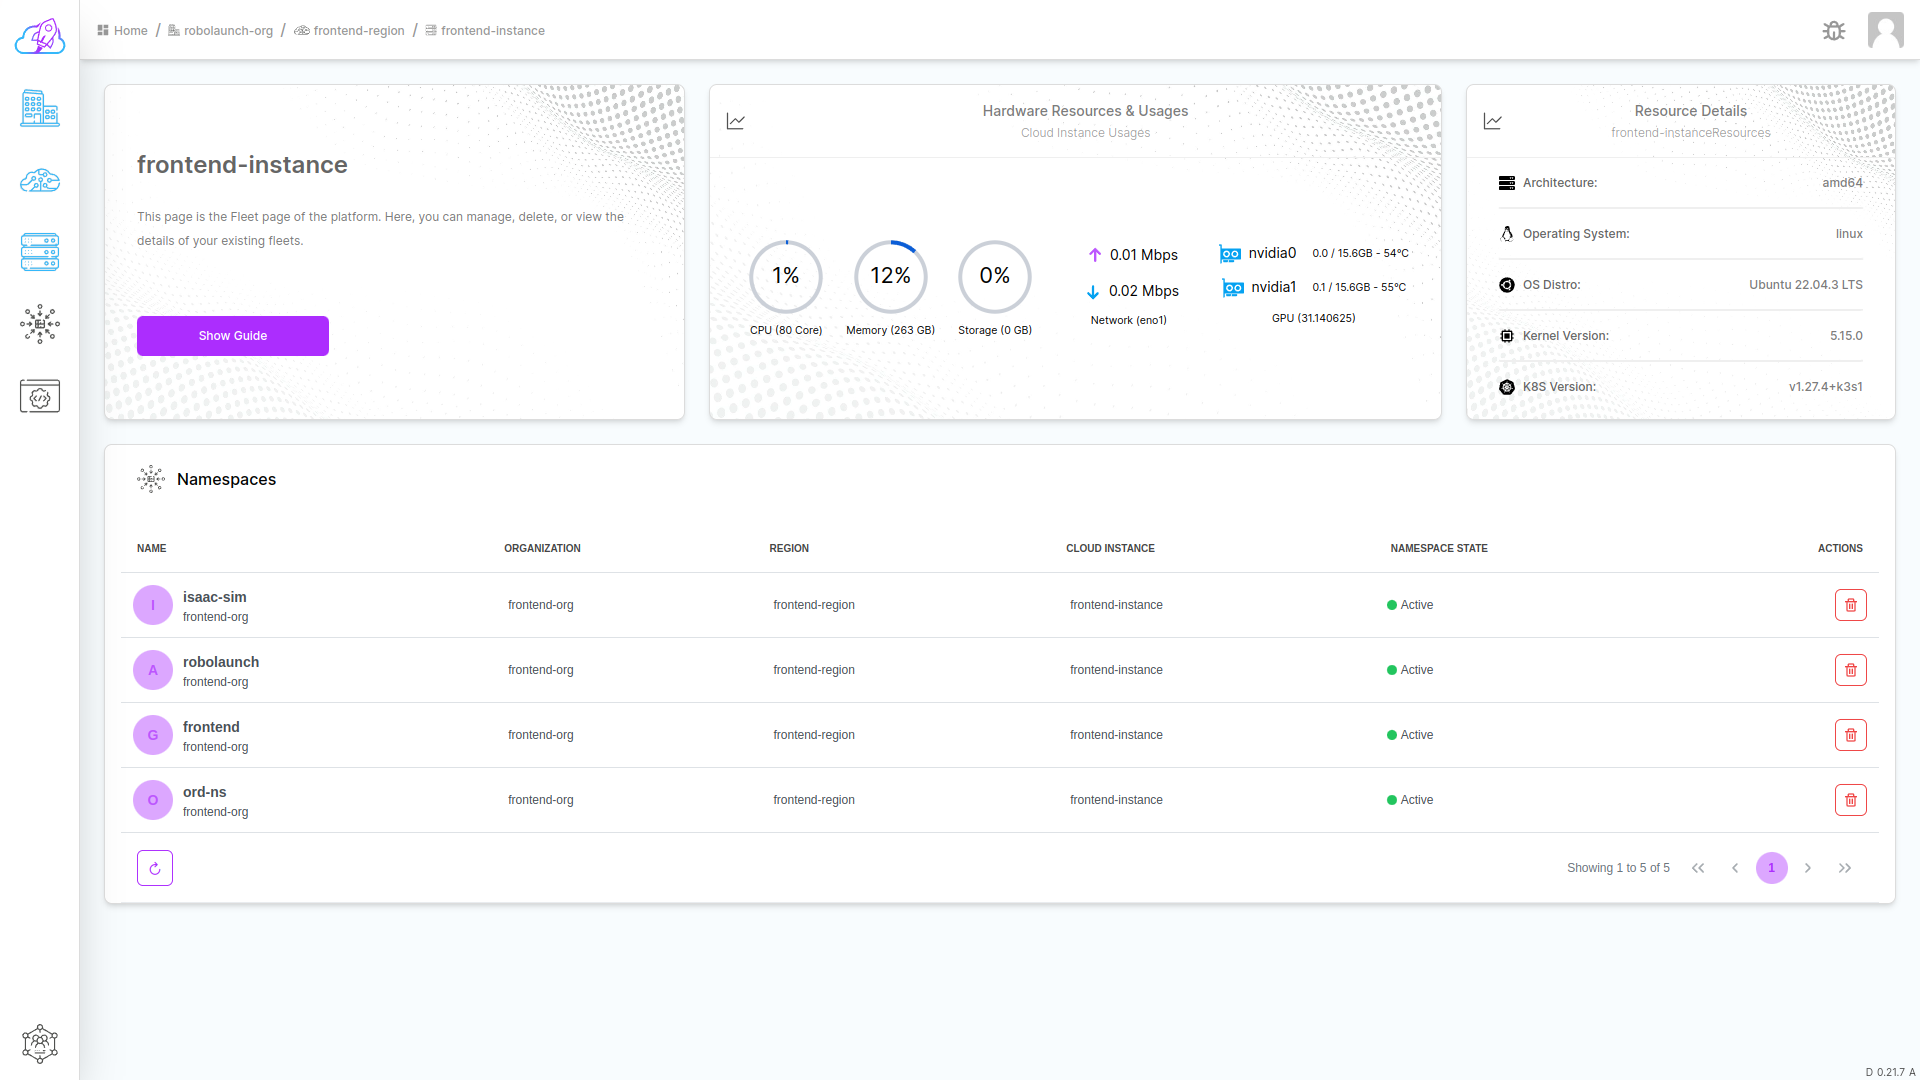 Home / robolaunch-org / frontend-region / frontend-instance
frontend-instance
This page is the Fleet page of the platform. Here, you can manage, delete, or view the
details of your existing fleets.
Show Guide
Hardware Resources & Usages
Cloud Instance Usages
1%
CPU (80 Core)
12%
Memory (263 GB)
0%
Storage (0 GB)
0.01 Mbps
0.02 Mbps
Network (eno1)
nvidia0 0.0 / 15.6GB - 54°C
nvidia1 0.1 / 15.6GB - 55°C
GPU (31.140625)
Resource Details
frontend-instanceResources
Architecture: amd64
Operating System: linux
OS Distro: Ubuntu 22.04.3 LTS
Kernel Version: 5.15.0
K8S Version: v1.27.4+k3s1
Namespaces
NAME ORGANIZATION REGION CLOUD INSTANCE NAMESPACE STATE ACTIONS
I isaac-sim
frontend-org frontend-org frontend-region frontend-instance Active
A robolaunch
frontend-org frontend-org frontend-region frontend-instance Active
G frontend
frontend-org frontend-org frontend-region frontend-instance Active
O ord-ns
frontend-org frontend-org frontend-region frontend-instance Active
Showing 1 to 5 of 5 1
D 0.21.7 A